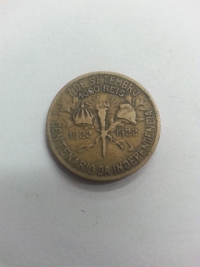 7 DE SETEMBRO
1000 REIS
1822 1922
CENTENARIO DA INDEPENDENCIA